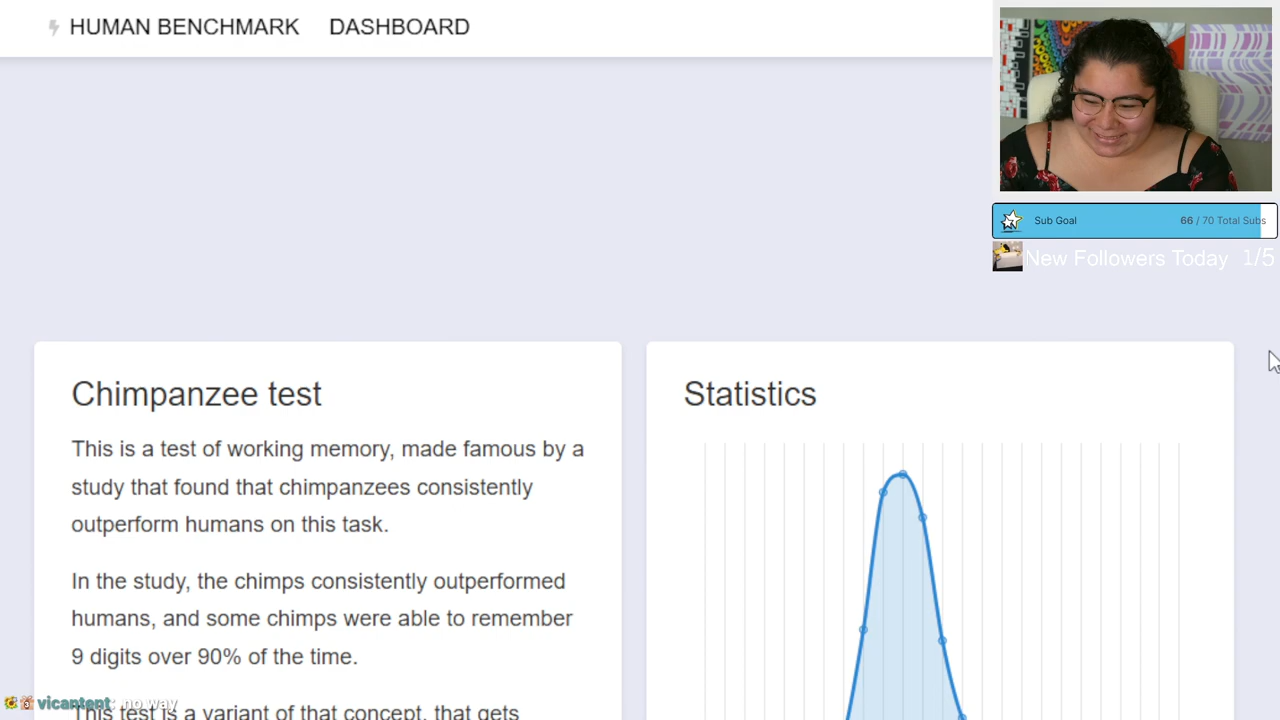 HUMAN BENCHMARK DASHBOARD
Sub Goal 66 / 70 Total Subs
New Followers Today 1/5
Chimpanzee test
This is a test of working memory, made famous by a
study that found that chimpanzees consistently
outperform humans on this task.
In the study, the chimps consistently outperformed
humans, and some chimps were able to remember
9 digits over 90% of the time.
This test is a variant of that concept, that gets
Statistics
vicantent: no way